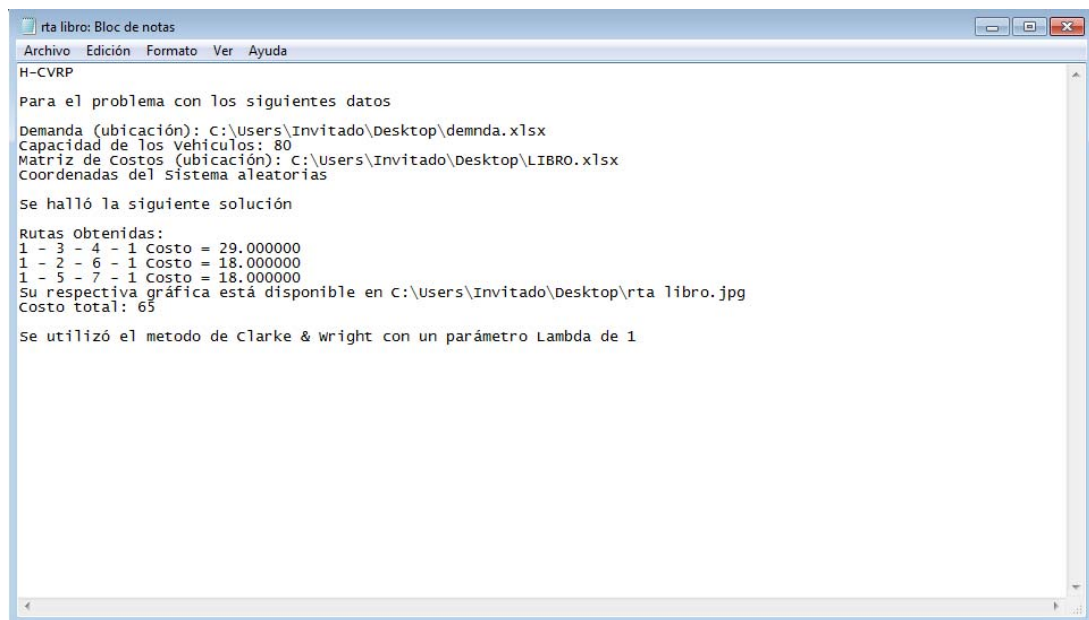 rta libro: Bloc de notas
Archivo Edición Formato Ver Ayuda
H-CVRP
Para el problema con los siguientes datos
Demanda (ubicación): C:\Users\Invitado\Desktop\demnda.xlsx
Capacidad de los Vehiculos: 80
Matriz de Costos (ubicación): C:\Users\Invitado\Desktop\LIBRO.xlsx
Coordenadas del Sistema aleatorias
Se halló la siguiente solución
Rutas Obtenidas:
1 - 3 - 4 - 1 Costo = 29.000000
1 - 2 - 6 - 1 Costo = 18.000000
1 - 5 - 7 - 1 Costo = 18.000000
Su respectiva gráfica está disponible en C:\Users\Invitado\Desktop\rta libro.jpg
Costo total: 65
Se utilizó el metodo de Clarke & Wright con un parámetro Lambda de 1